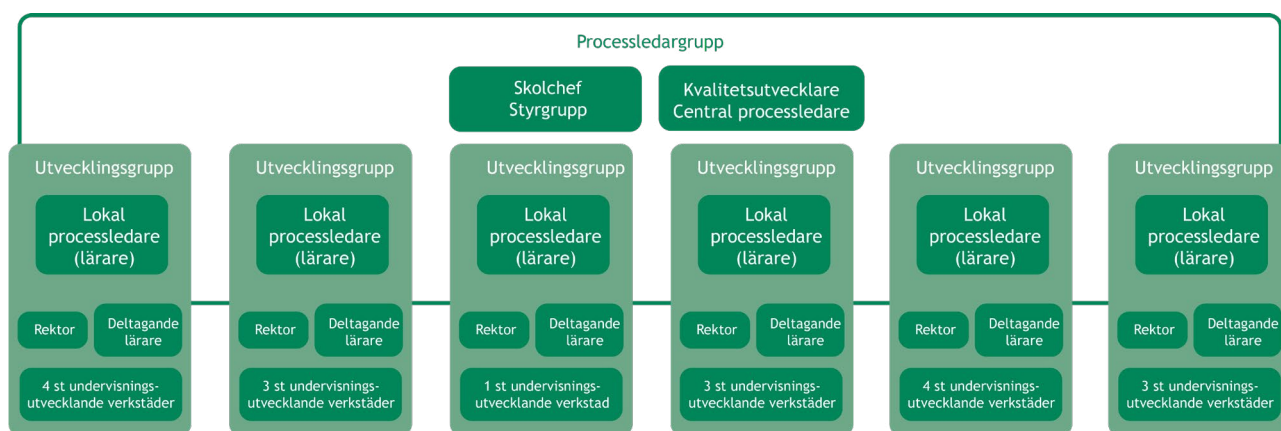 Processledargrupp
Skolchef
Styrgrupp
Kvalitetsutvecklare
Central processledare
Utvecklingsgrupp
Lokal
processledare
(lärare)
Rektor
Deltagande
lärare
4 st undervisnings-
utvecklande verkstäder
Utvecklingsgrupp
Lokal
processledare
(lärare)
Rektor
Deltagande
lärare
3 st undervisnings-
utvecklande verkstäder
Utvecklingsgrupp
Lokal
processledare
(lärare)
Rektor
Deltagande
lärare
1 st undervisnings-
utvecklande verkstad
Utvecklingsgrupp
Lokal
processledare
(lärare)
Rektor
Deltagande
lärare
3 st undervisnings-
utvecklande verkstäder
Utvecklingsgrupp
Lokal
processledare
(lärare)
Rektor
Deltagande
lärare
4 st undervisnings-
utvecklande verkstäder
Utvecklingsgrupp
Lokal
processledare
(lärare)
Rektor
Deltagande
lärare
3 st undervisnings-
utvecklande verkstäder